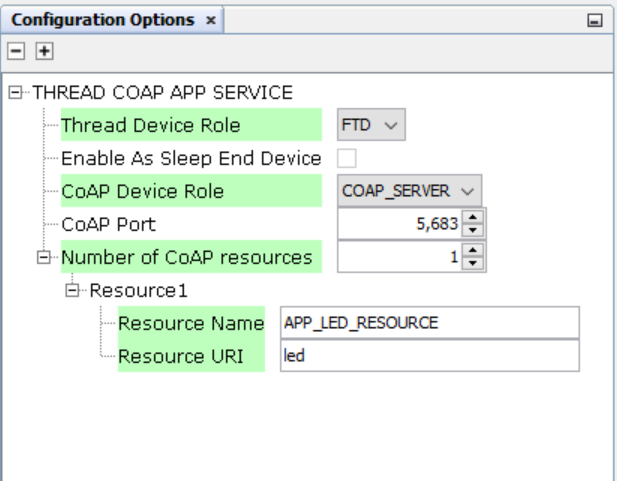 Configuration Options ×
THREAD COAP APP SERVICE
Thread Device Role FTD
Enable As Sleep End Device
CoAP Device Role COAP_SERVER
CoAP Port 5,683
Number of CoAP resources 1
Resource1
Resource Name APP_LED_RESOURCE
Resource URI led